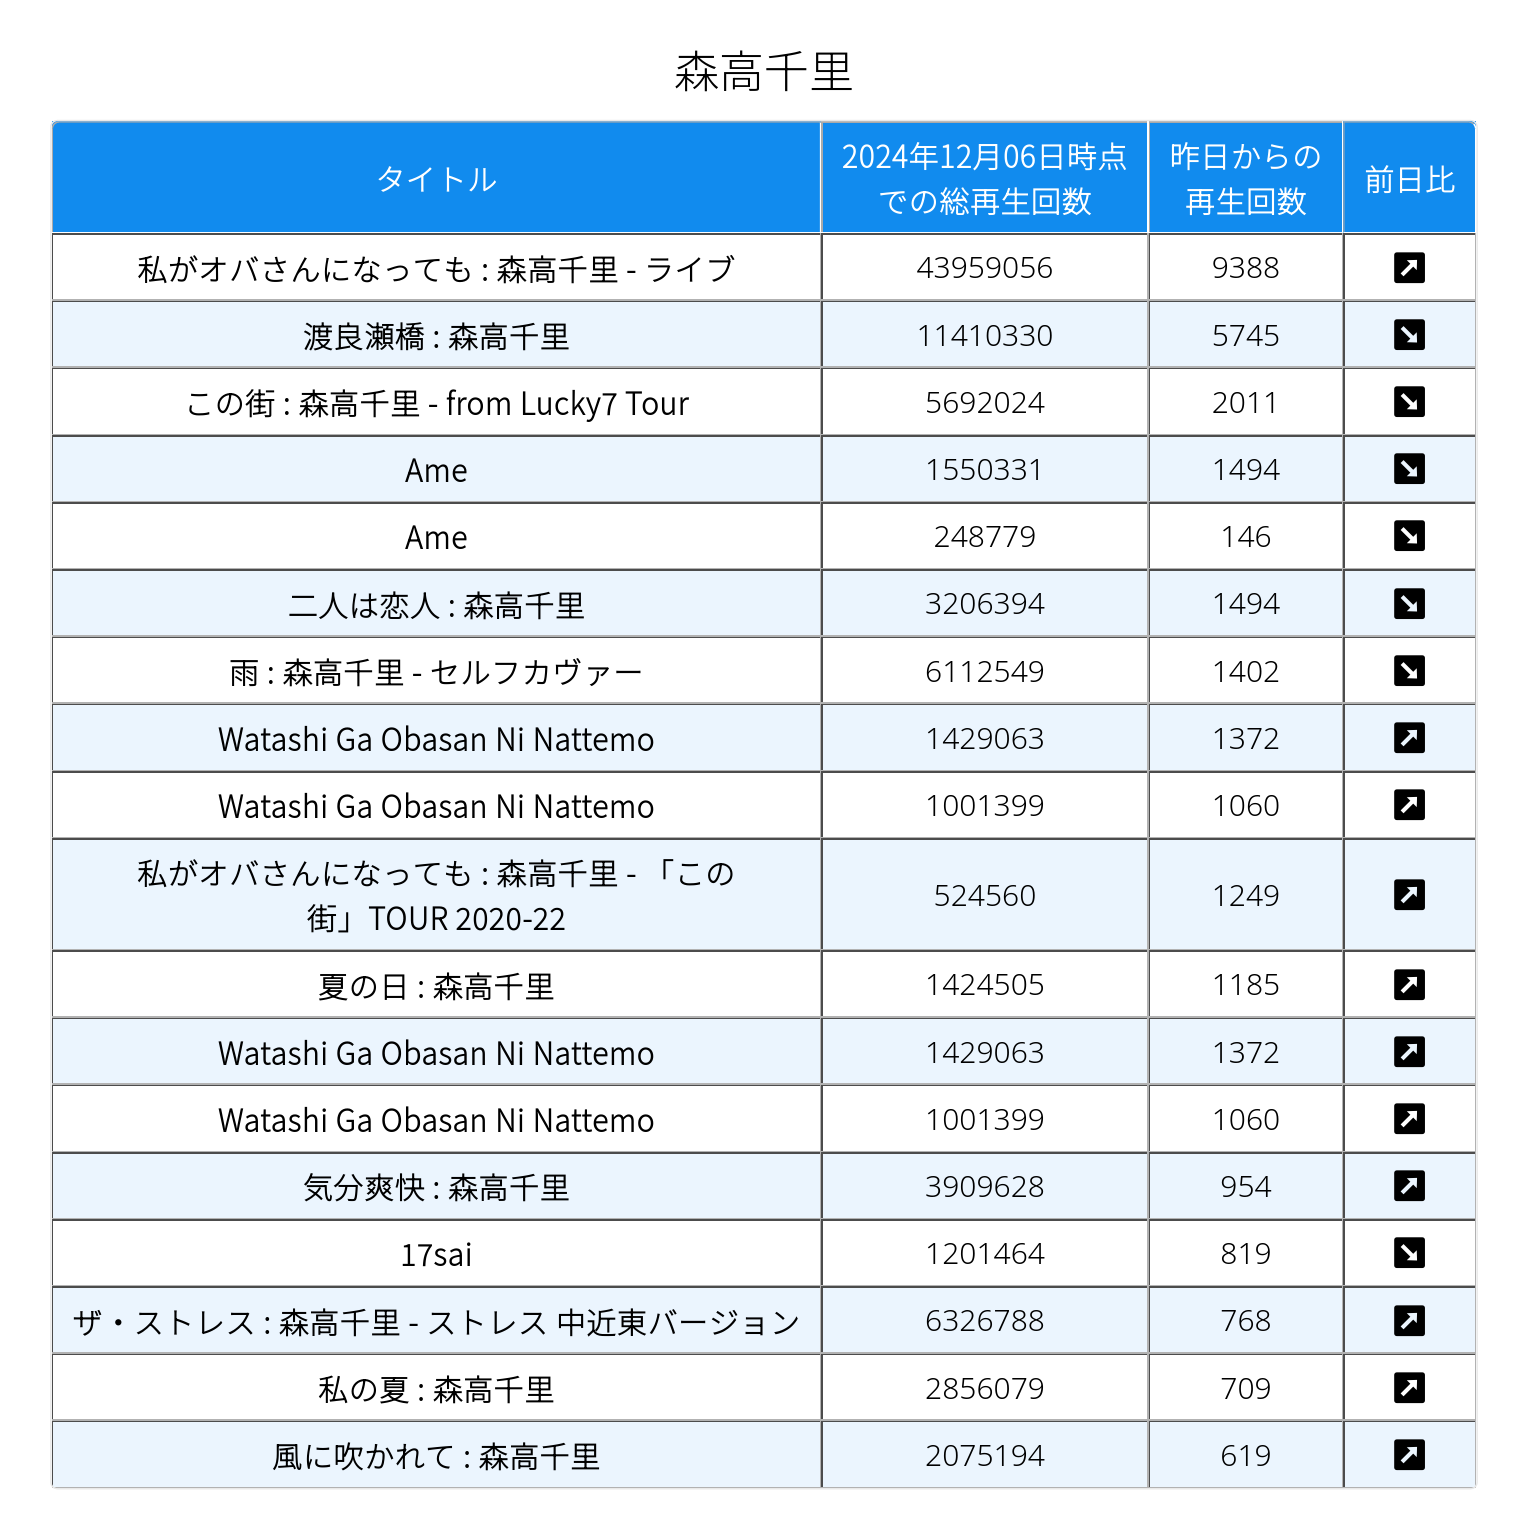 森高千里
タイトル
2024年12月06日時点
での総再生回数
昨日からの
再生回数
前日比
私がオバさんになっても : 森高千里 - ライブ 43959056 9388 ↗
渡良瀬橋 : 森高千里 11410330 5745 ↘
この街 : 森高千里 - from Lucky7 Tour 5692024 2011 ↘
Ame 1550331 1494 ↘
Ame 248779 146 ↘
二人は恋人 : 森高千里 3206394 1494 ↘
雨 : 森高千里 - セルフカヴァー 6112549 1402 ↘
Watashi Ga Obasan Ni Nattemo 1429063 1372 ↗
Watashi Ga Obasan Ni Nattemo 1001399 1060 ↗
私がオバさんになっても : 森高千里 - 「この
街」TOUR 2020-22 524560 1249 ↗
夏の日 : 森高千里 1424505 1185 ↗
Watashi Ga Obasan Ni Nattemo 1429063 1372 ↗
Watashi Ga Obasan Ni Nattemo 1001399 1060 ↗
気分爽快 : 森高千里 3909628 954 ↗
17sai 1201464 819 ↘
ザ・ストレス : 森高千里 - ストレス 中近東バージョン 6326788 768 ↗
私の夏 : 森高千里 2856079 709 ↗
風に吹かれて : 森高千里 2075194 619 ↗